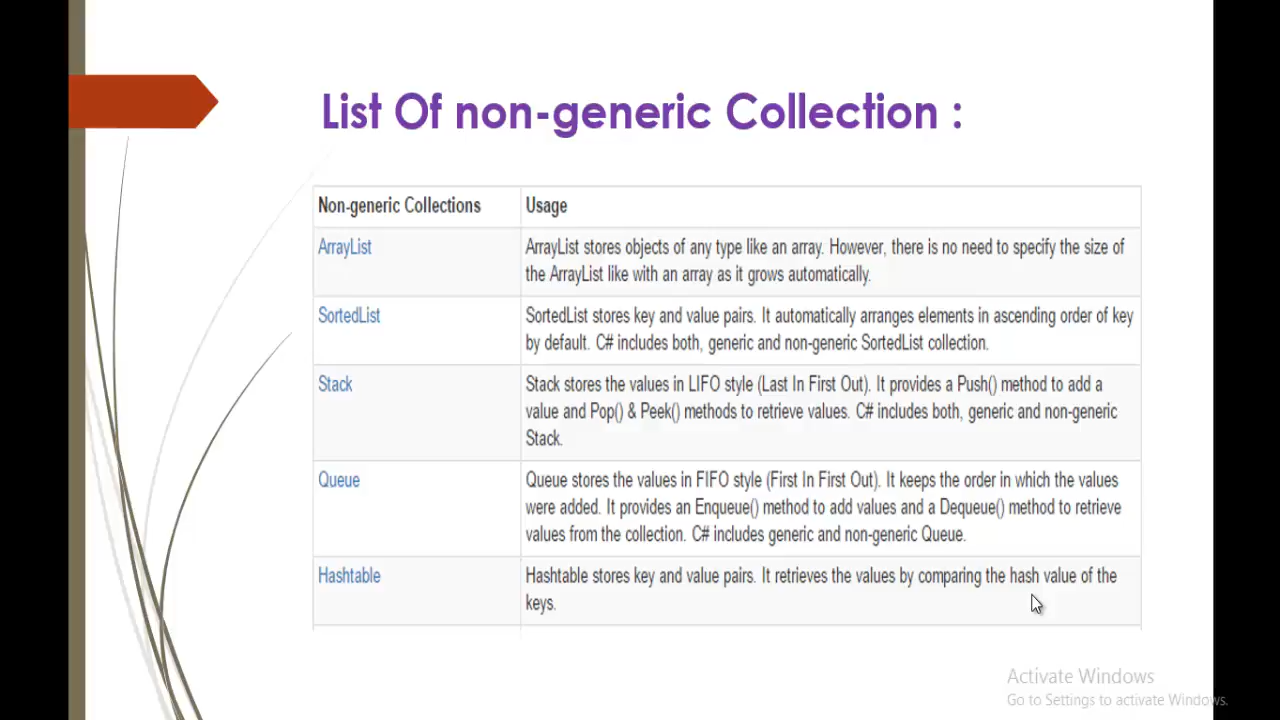 List Of non-generic Collection :
Non-generic Collections
Usage
ArrayList
ArrayList stores objects of any type like an array. However, there is no need to specify the size of
the ArrayList like with an array as it grows automatically.
SortedList
SortedList stores key and value pairs. It automatically arranges elements in ascending order of key
by default. C# includes both, generic and non-generic SortedList collection.
Stack
Stack stores the values in LIFO style (Last In First Out). It provides a Push() method to add a
value and Pop() & Peek() methods to retrieve values. C# includes both, generic and non-generic
Stack.
Queue
Queue stores the values in FIFO style (First In First Out). It keeps the order in which the values
were added. It provides an Enqueue() method to add values and a Dequeue() method to retrieve
values from the collection. C# includes generic and non-generic Queue.
Hashtable
Hashtable stores key and value pairs. It retrieves the values by comparing the hash value of the
keys.
Activate Windows
Go to Settings to activate Windows.